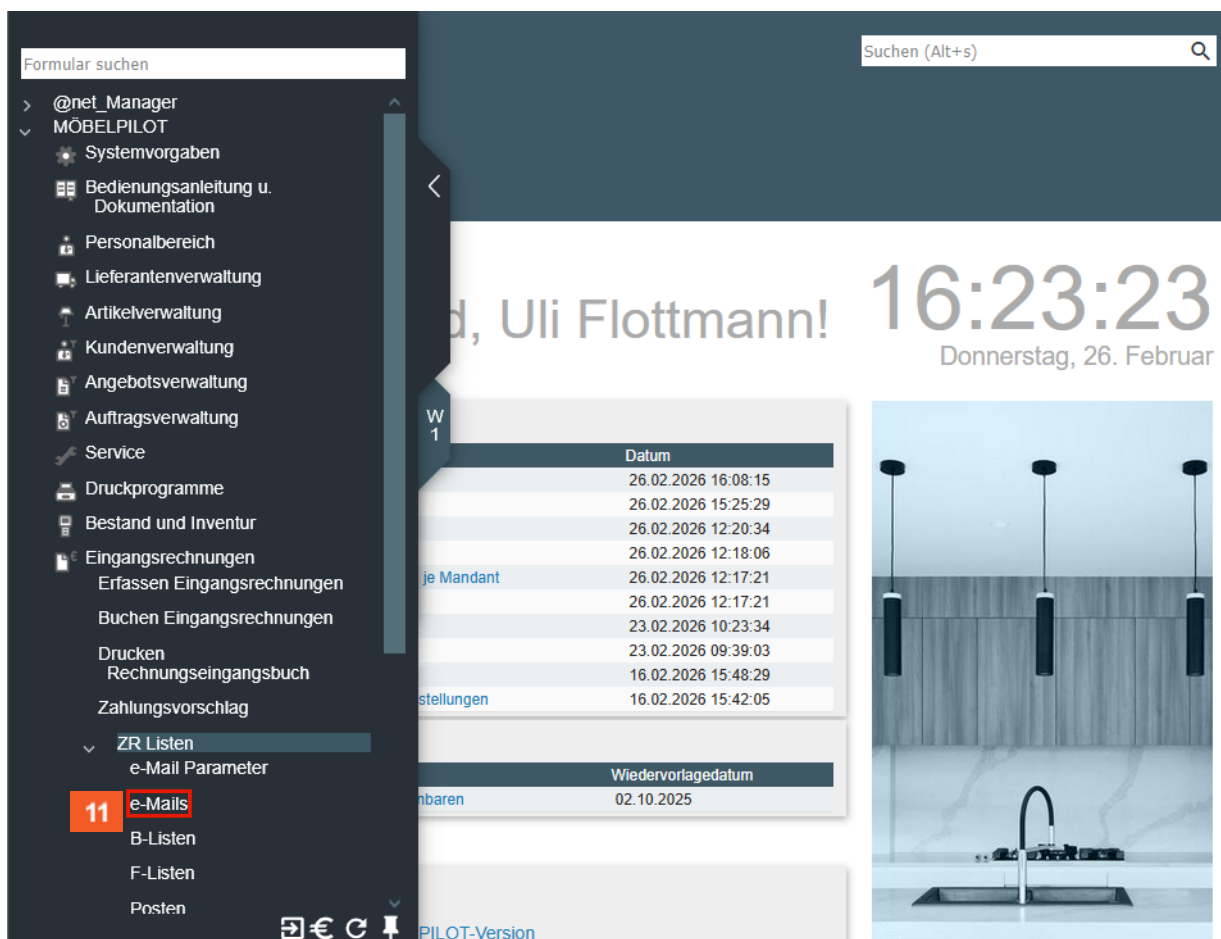 Formular suchen
Suchen (Alt+s)
@net_Manager
MÖBELPILOT
Systemvorgaben
Bedienungsanleitung u.
Dokumentation
Personalbereich
Lieferantenverwaltung
Artikelverwaltung
Kundenverwaltung
Angebotsverwaltung
Auftragsverwaltung
Service
Druckprogramme
Bestand und Inventur
Eingangsrechnungen
Erfassen Eingangsrechnungen
Buchen Eingangsrechnungen
Drucken
Rechnungseingangsbuch
Zahlungsvorschlag
ZR Listen
e-Mail Parameter
11 e-Mails
B-Listen
F-Listen
Posten
W
1
d, Uli Flottmann!
16:23:23
Donnerstag, 26. Februar
Datum
26.02.2026 16:08:15
26.02.2026 15:25:29
26.02.2026 12:20:34
26.02.2026 12:18:06
je Mandant 26.02.2026 12:17:21
26.02.2026 12:17:21
23.02.2026 10:23:34
23.02.2026 09:39:03
16.02.2026 15:48:29
stellungen 16.02.2026 15:42:05
Wiedervorlagedatum
nbaren 02.10.2025
PILOT-Version